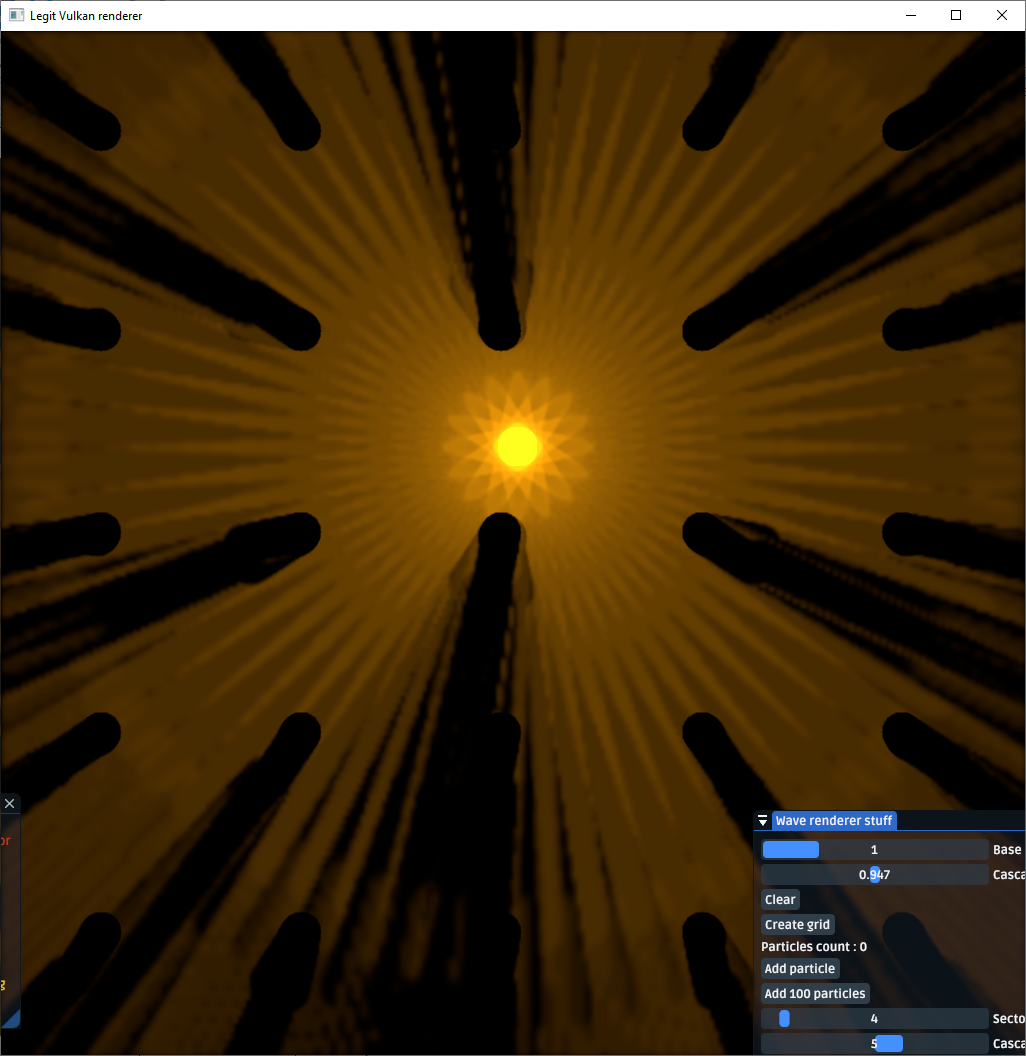 Legit Vulkan renderer
or
Wave renderer stuff
1 Base
0.947 Casca
Clear
Create grid
Particles count : 0
Add particle
Add 100 particles
4 Secto
5 Casca
g